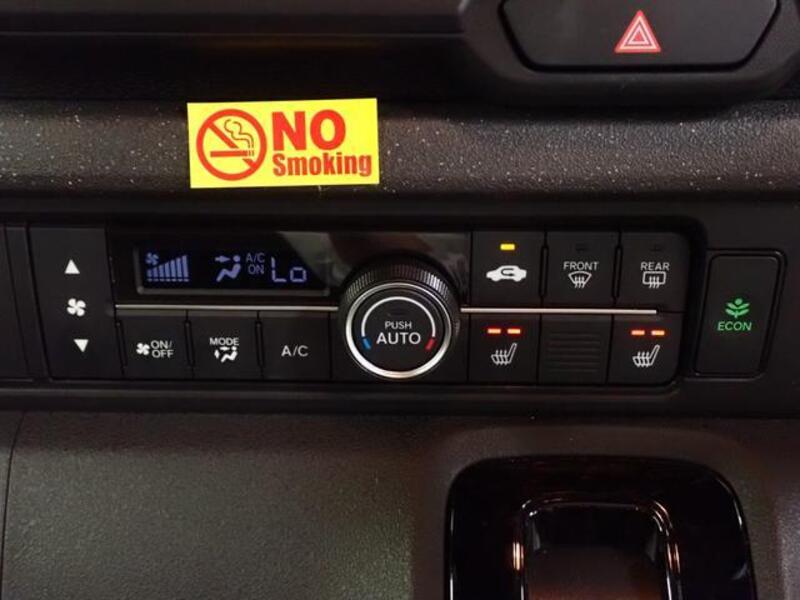 NO
Smoking
A/C
ON
Lo
FRONT
REAR
ECON
ON/
OFF
MODE
A/C
PUSH
AUTO